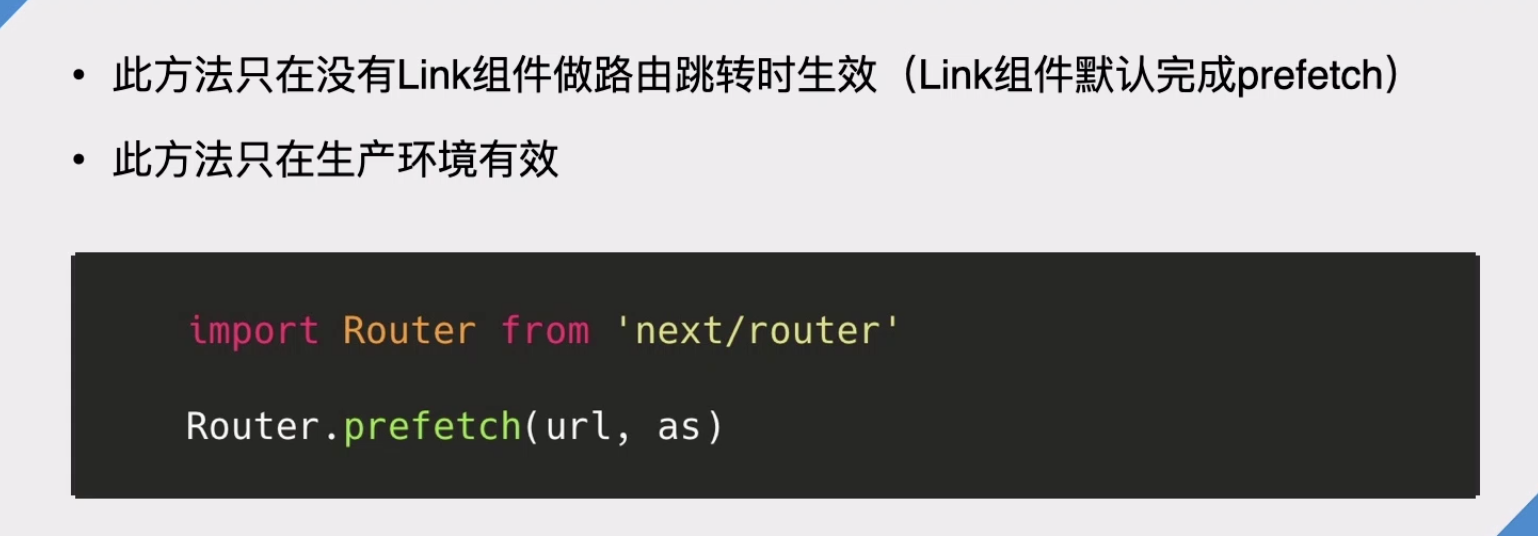 • 此方法只在没有Link组件做路由跳转时生效（Link组件默认完成prefetch）
• 此方法只在生产环境有效
import Router from 'next/router'
Router.prefetch(url, as)